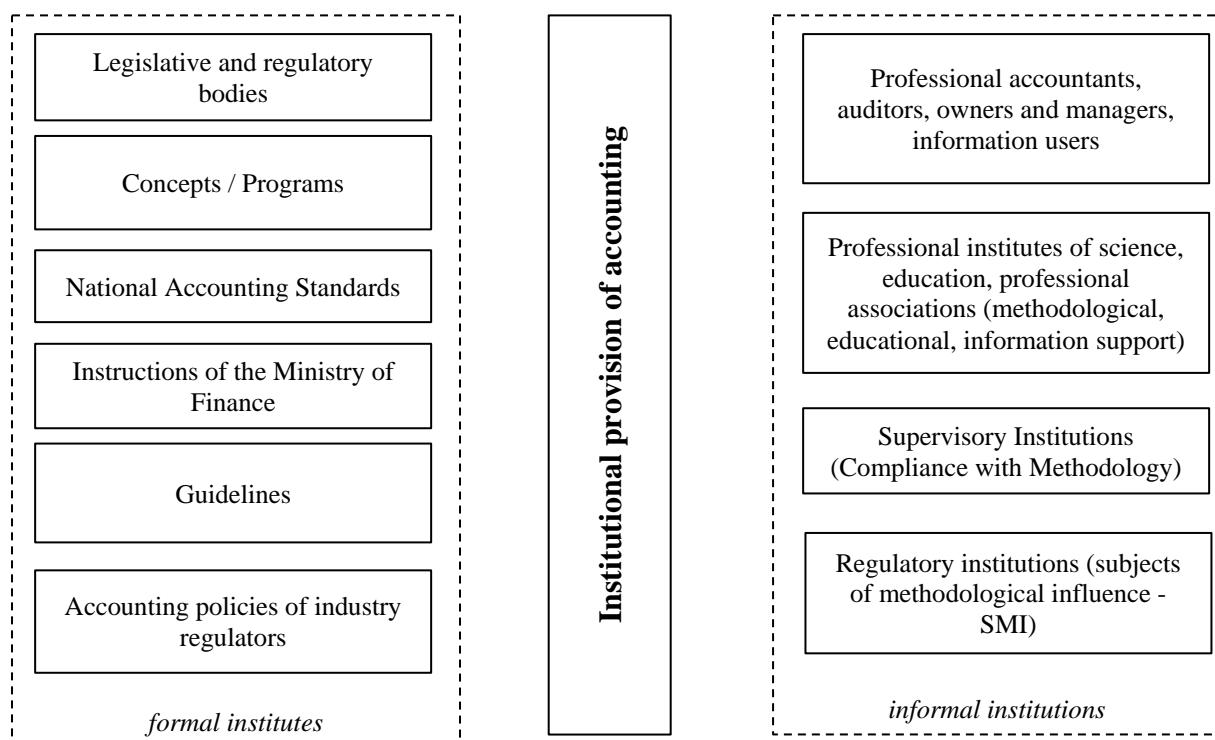 Legislative and regulatory
bodies
Concepts / Programs
National Accounting Standards
Instructions of the Ministry of
Finance
Guidelines
Accounting policies of industry
regulators
formal institutes
Institutional provision of accounting
Professional accountants,
auditors, owners and managers,
information users
Professional institutes of science,
education, professional
associations (methodological,
educational, information support)
Supervisory Institutions
(Compliance with Methodology)
Regulatory institutions (subjects
of methodological influence -
SMI)
informal institutions